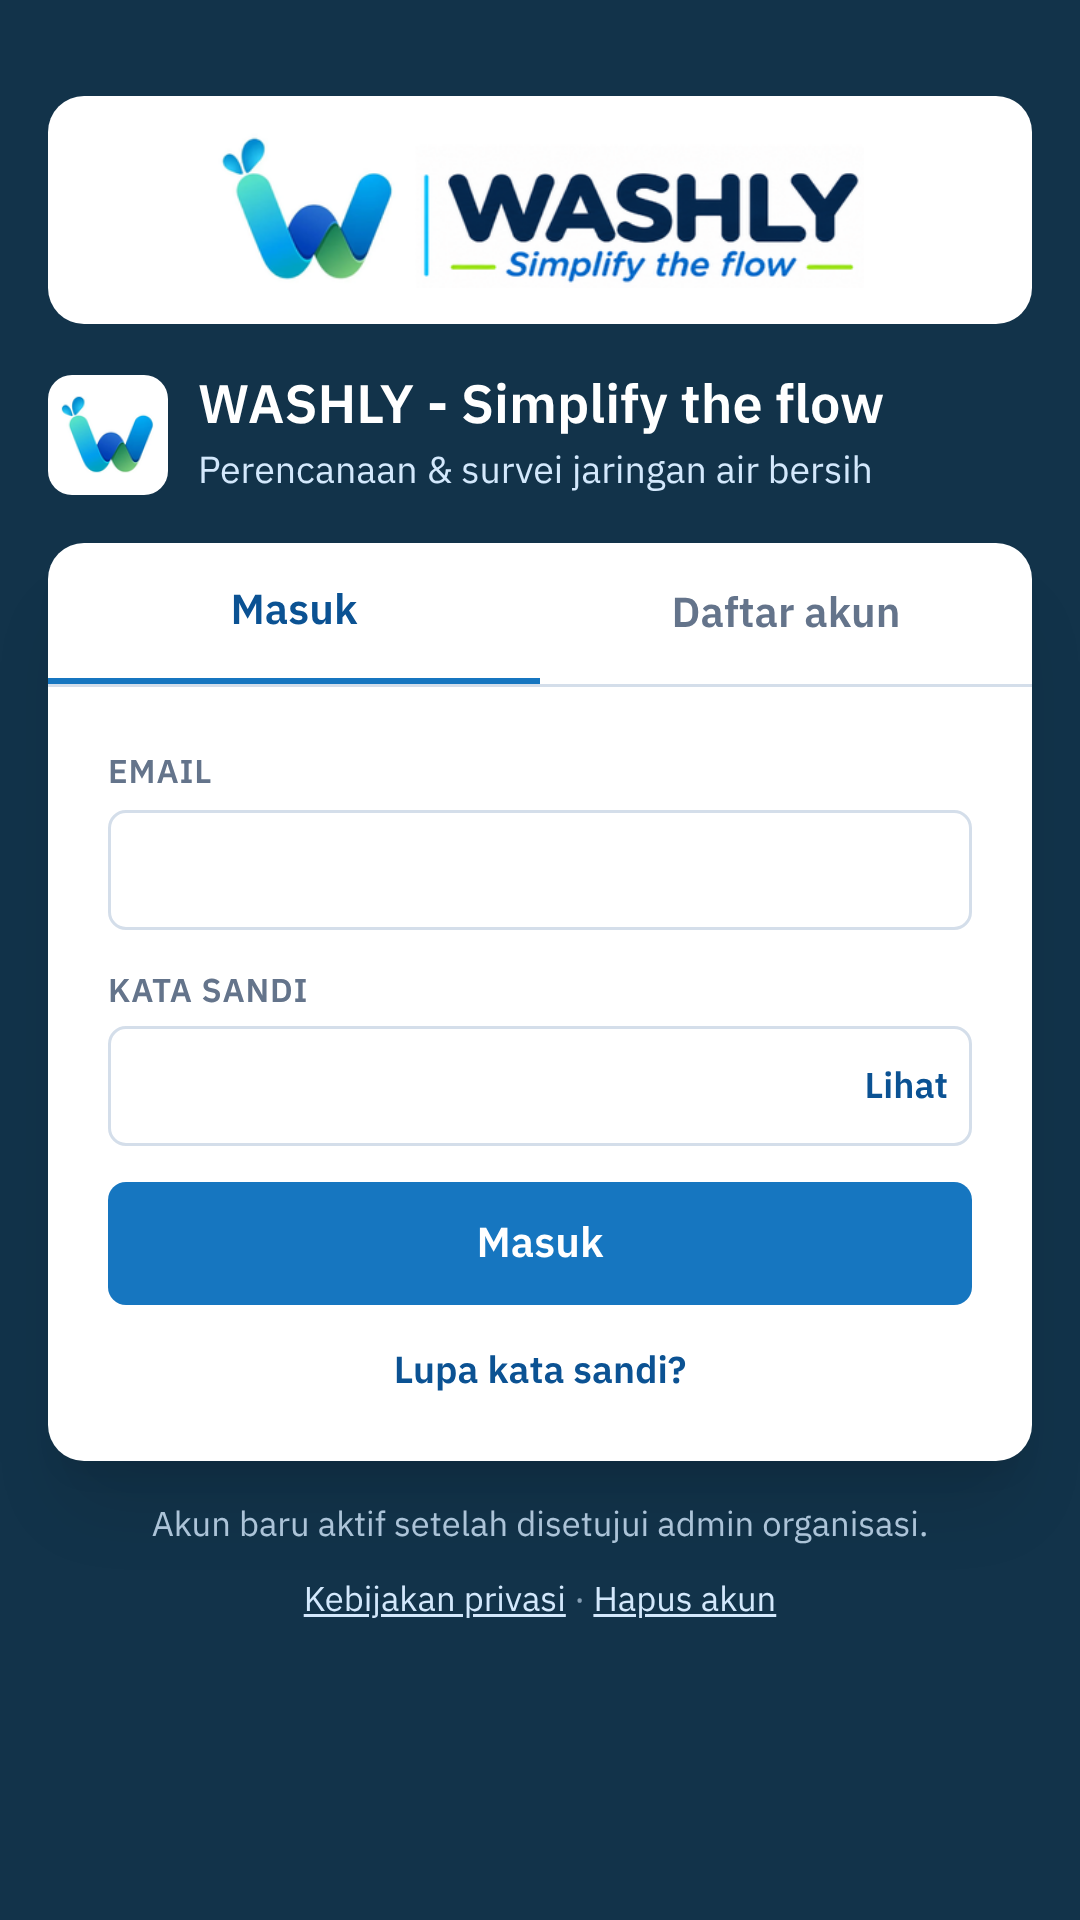 WASHLY
Simplify the flow
WASHLY - Simplify the flow
Perencanaan & survei jaringan air bersih
Masuk
Daftar akun
EMAIL
KATA SANDI
Lihat
Masuk
Lupa kata sandi?
Akun baru aktif setelah disetujui admin organisasi.
Kebijakan privasi · Hapus akun